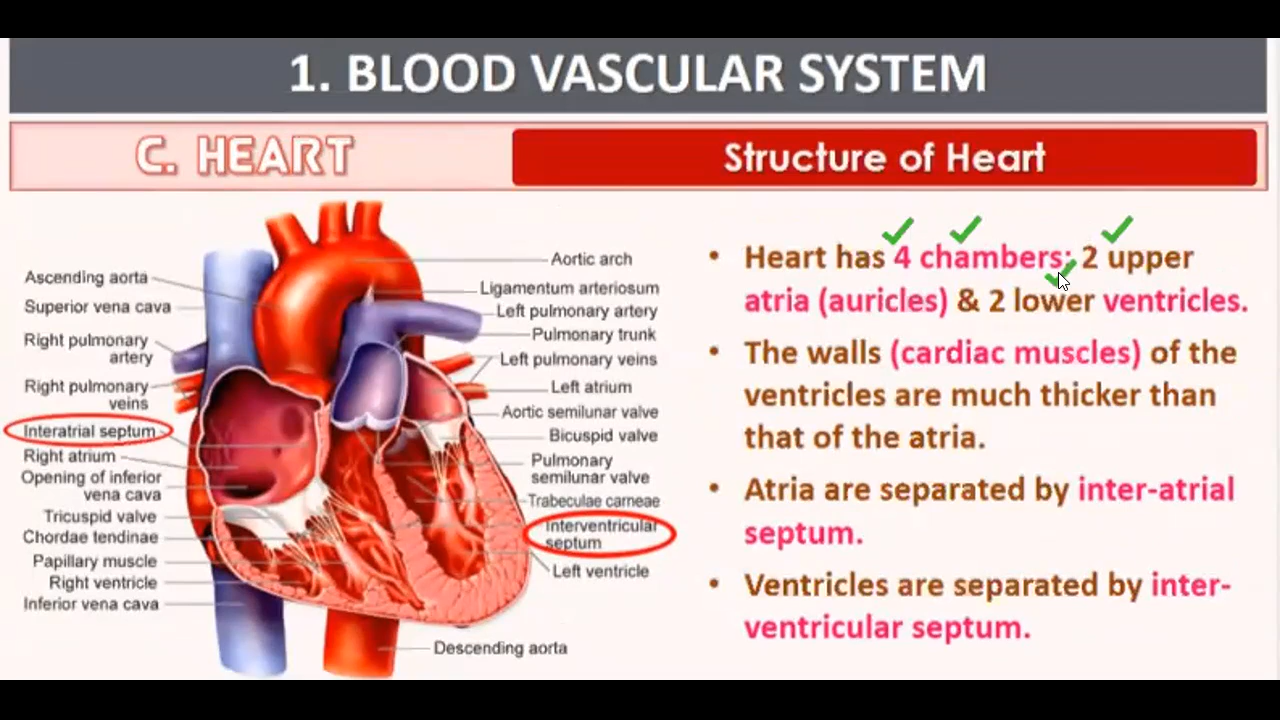 1. BLOOD VASCULAR SYSTEM
C. HEART
Structure of Heart
Ascending aorta
Superior vena cava
Right pulmonary
artery
Right pulmonary
veins
Interatrial septum
Right atrium
Opening of inferior
vena cava
Tricuspid valve
Chordae tendinae
Papillary muscle
Right ventricle
Inferior vena cava
Aortic arch
Ligamentum arteriosum
Left pulmonary artery
Pulmonary trunk
Left pulmonary veins
Left atrium
Aortic semilunar valve
Bicuspid valve
Pulmonary
semilunar valve
Trabeculae carneae
Interventricular
septum
Left ventricle
Descending aorta
• Heart has 4 chambers; 2 upper
atria (auricles) & 2 lower ventricles.
• The walls (cardiac muscles) of the
ventricles are much thicker than
that of the atria.
• Atria are separated by inter-atrial
septum.
• Ventricles are separated by inter-
ventricular septum.